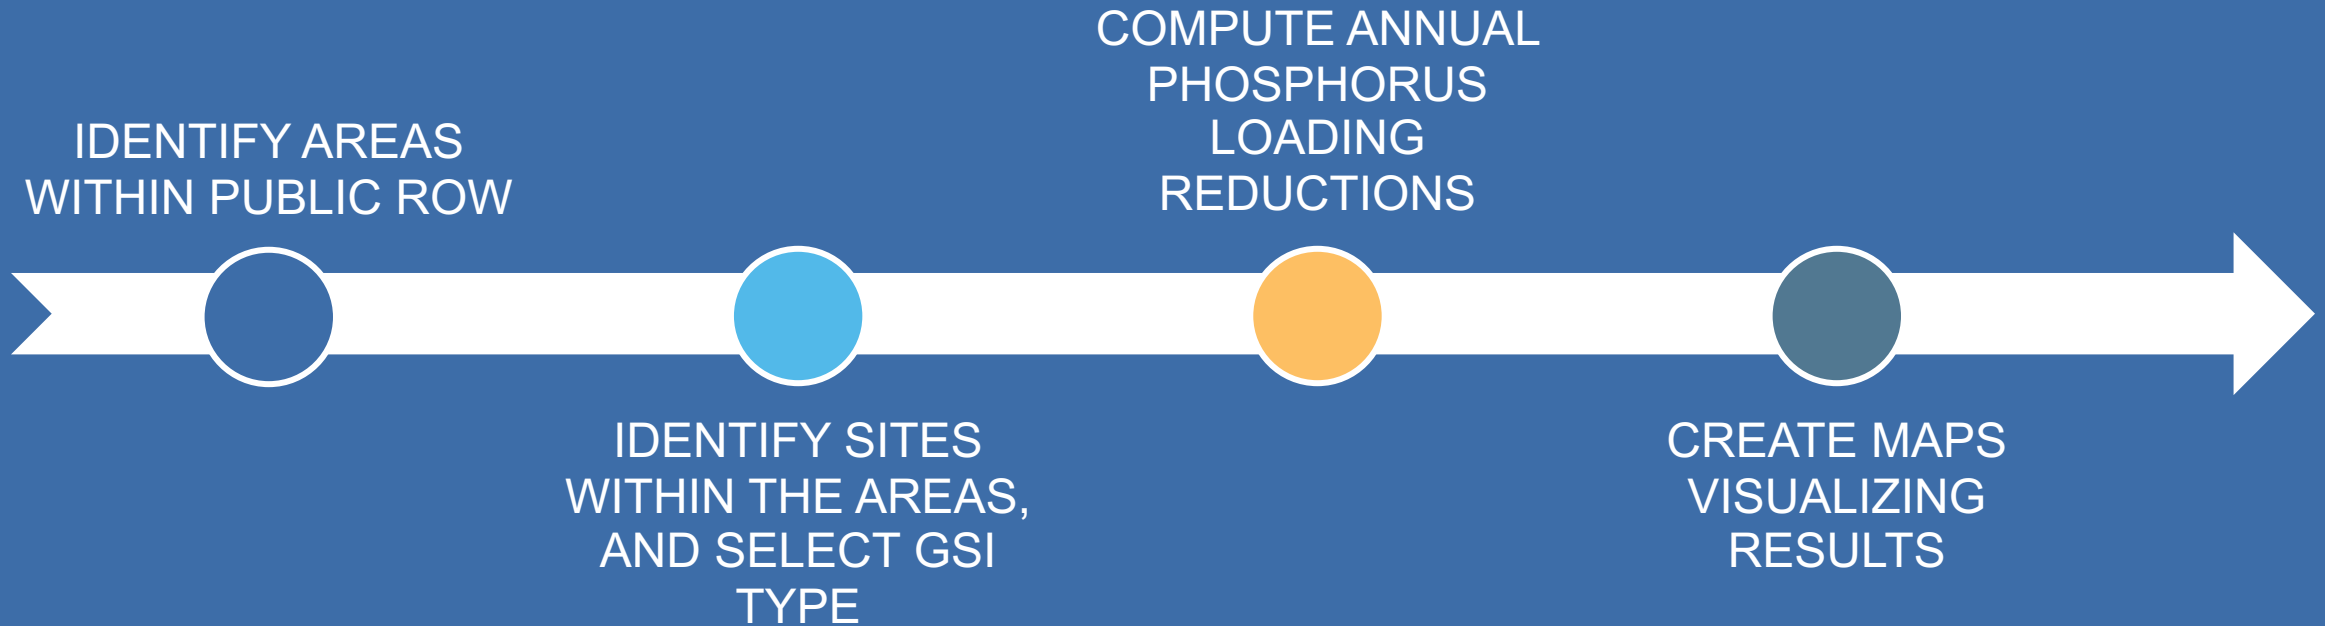 IDENTIFY AREAS
WITHIN PUBLIC ROW
IDENTIFY SITES
WITHIN THE AREAS,
AND SELECT GSI
TYPE
COMPUTE ANNUAL
PHOSPHORUS
LOADING
REDUCTIONS
CREATE MAPS
VISUALIZING
RESULTS